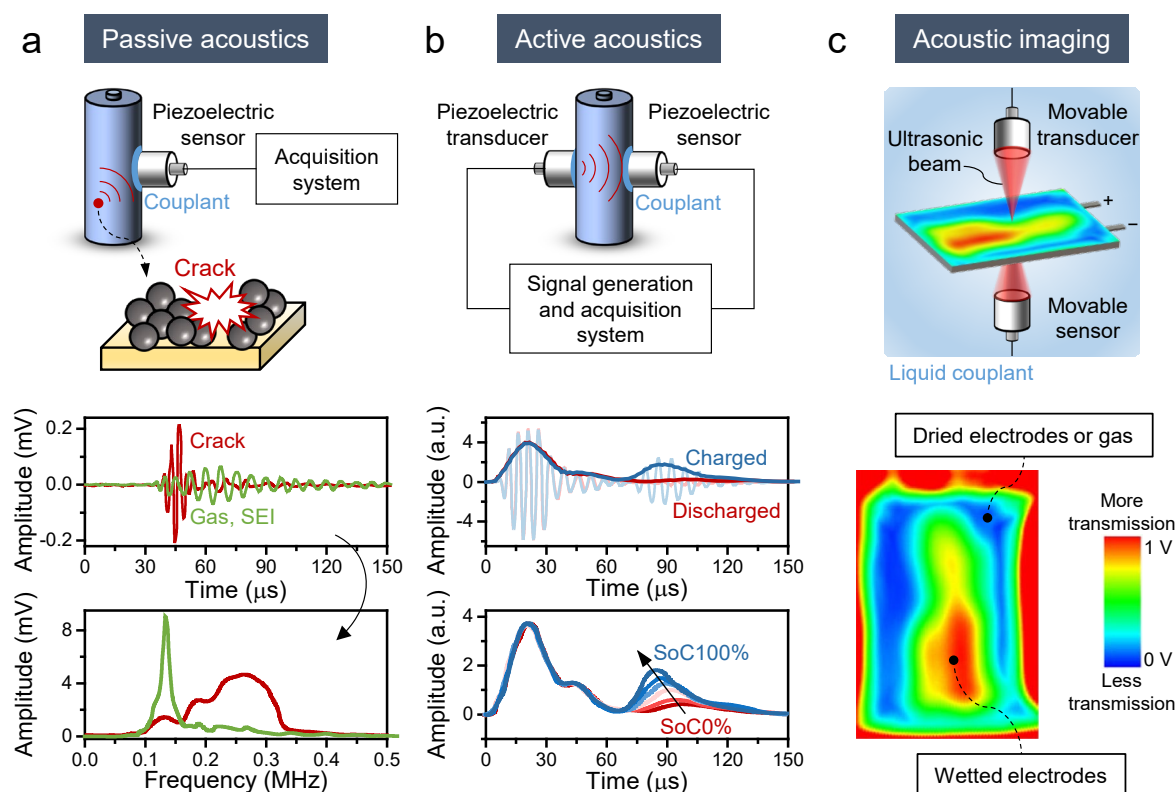 a
Passive acoustics
Piezoelectric
sensor
Acquisition
system
Couplant
Crack
Amplitude (mV)
0.2
0.0
-0.2
Crack
Gas, SEI
0 30 60 90 120 150
Time (μs)
Amplitude (mV)
8
4
0
0.0 0.1 0.2 0.3 0.4 0.5
Frequency (MHz)
b
Active acoustics
Piezoelectric
transducer
Piezoelectric
sensor
Couplant
Signal generation
and acquisition
system
Amplitude (a.u.)
4
0
-4
Charged
Discharged
0 30 60 90 120 150
Time (μs)
Amplitude (a.u.)
4
2
0
SoC100%
SoC0%
0 30 60 90 120 150
Time (μs)
c
Acoustic imaging
Movable
transducer
Ultrasonic
beam
+
−
Movable
sensor
Liquid couplant
Dried electrodes or gas
More
transmission
1 V
0 V
Less
transmission
Wetted electrodes